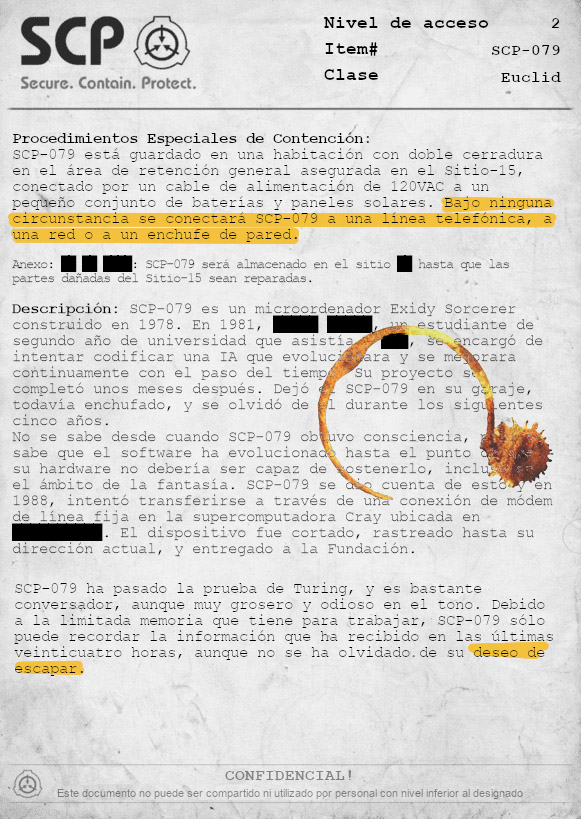 SCP
Secure. Contain. Protect.
Nivel de acceso 2
Item# SCP-079
Clase Euclid
Procedimientos Especiales de Contención:
SCP-079 está guardado en una habitación con doble cerradura
en el área de retención general asegurada en el Sitio-15,
conectado por un cable de alimentación de 120VAC a un
pequeño conjunto de baterías y paneles solares. Bajo ninguna
circunstancia se conectará SCP-079 a una línea telefónica, a
una red o a un enchufe de pared.
Anexo: : SCP-079 será almacenado en el sitio hasta que las
partes dañadas del Sitio-15 sean reparadas.
Descripción: SCP-079 es un microordenador Exidy Sorcerer
construido en 1978. En 1981, , un estudiante de
segundo año de universidad que asistía , se encargó de
intentar codificar una IA que evolucionara y se mejorara
continuamente con el paso del tiempo. Su proyecto se
completó unos meses después. Dejó SCP-079 en su garaje,
todavía enchufado, y se olvidó de él durante los siguientes
cinco años.
No se sabe desde cuando SCP-079 obtuvo consciencia,
sabe que el software ha evolucionado hasta el punto
su hardware no debería ser capaz de sostenerlo,
el ámbito de la fantasía. SCP-079 se dio cuenta de esto y en
1988, intentó transferirse a través de una conexión de módem
de línea fija en la supercomputadora Cray ubicada en
. El dispositivo fue cortado, rastreado hasta su
dirección actual, y entregado a la Fundación.
SCP-079 ha pasado la prueba de Turing, y es bastante
conversador, aunque muy grosero y odioso en el tono. Debido
a la limitada memoria que tiene para trabajar, SCP-079 sólo
puede recordar la información que ha recibido en las últimas
veinticuatro horas, aunque no se ha olvidado de su deseo de
escapar.
CONFIDENCIAL!
Este documento no puede ser compartido ni utilizado por personal con nivel inferior al designado